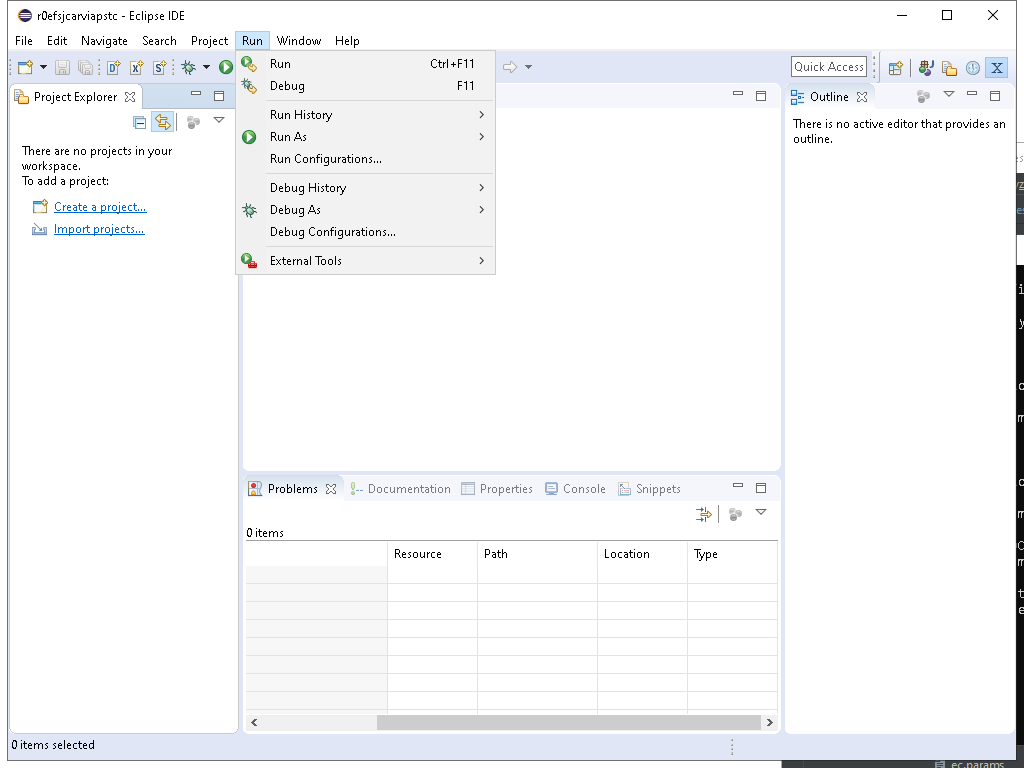 r0efsjcarviapstc - Eclipse IDE
File Edit Navigate Search Project Run Window Help
Quick Access
Project Explorer
There are no projects in your
workspace.
To add a project:
Create a project...
Import projects...
Run Ctrl+F11
Debug F11
Run History
Run As
Run Configurations...
Debug History
Debug As
Debug Configurations...
External Tools
Outline
There is no active editor that provides an
outline.
Problems Documentation Properties Console Snippets
0 items
Resource Path Location Type
0 items selected
ec.params